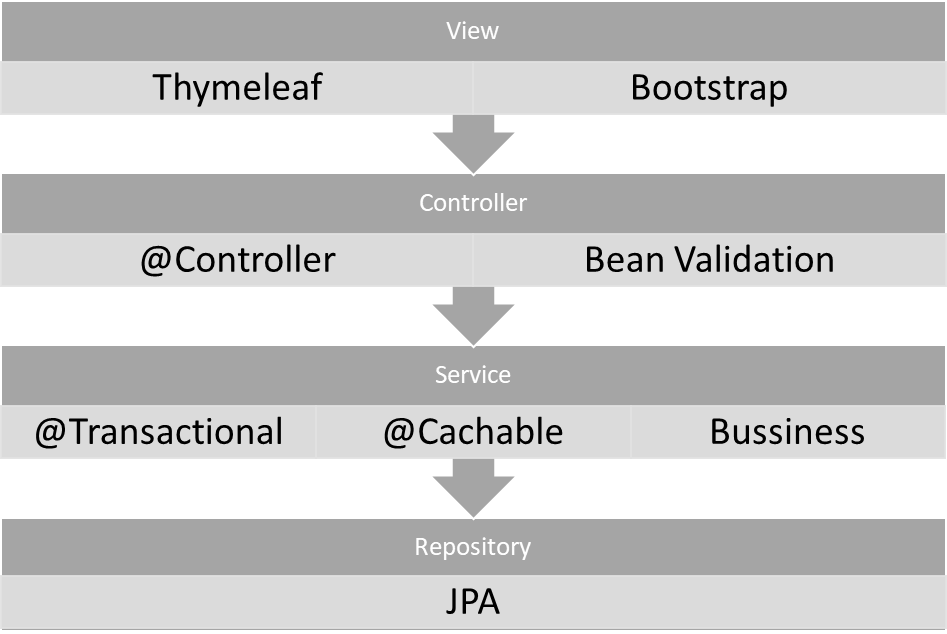 View
Thymeleaf Bootstrap
Controller
@Controller Bean Validation
Service
@Transactional @Cachable Bussiness
Repository
JPA